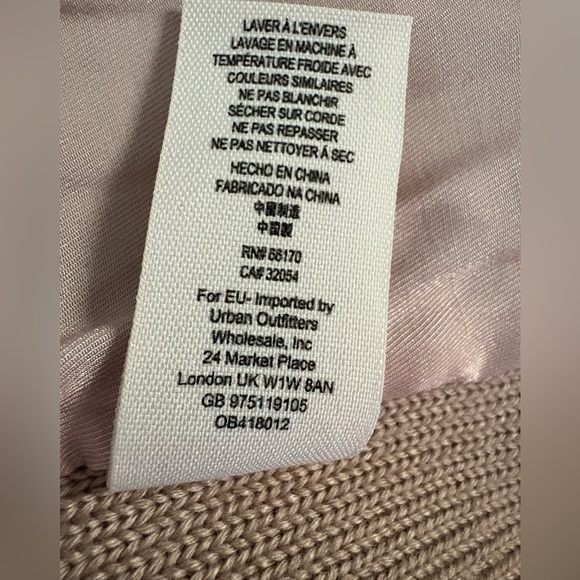 LAVER À L'ENVERS
LAVAGE EN MACHINE À
TEMPÉRATURE FROIDE AVEC
COULEURS SIMILAIRES
NE PAS BLANCHIR
SÉCHER SUR CORDE
NE PAS REPASSER
NE PAS NETTOYER À SEC
HECHO EN CHINA
FABRICADO NA CHINA
中國制造
中國製
RN# 66170
CA# 32054
For EU- Imported by
Urban Outfitters
Wholesale, Inc
24 Market Place
London UK W1W 8AN
GB 975119105
OB418012